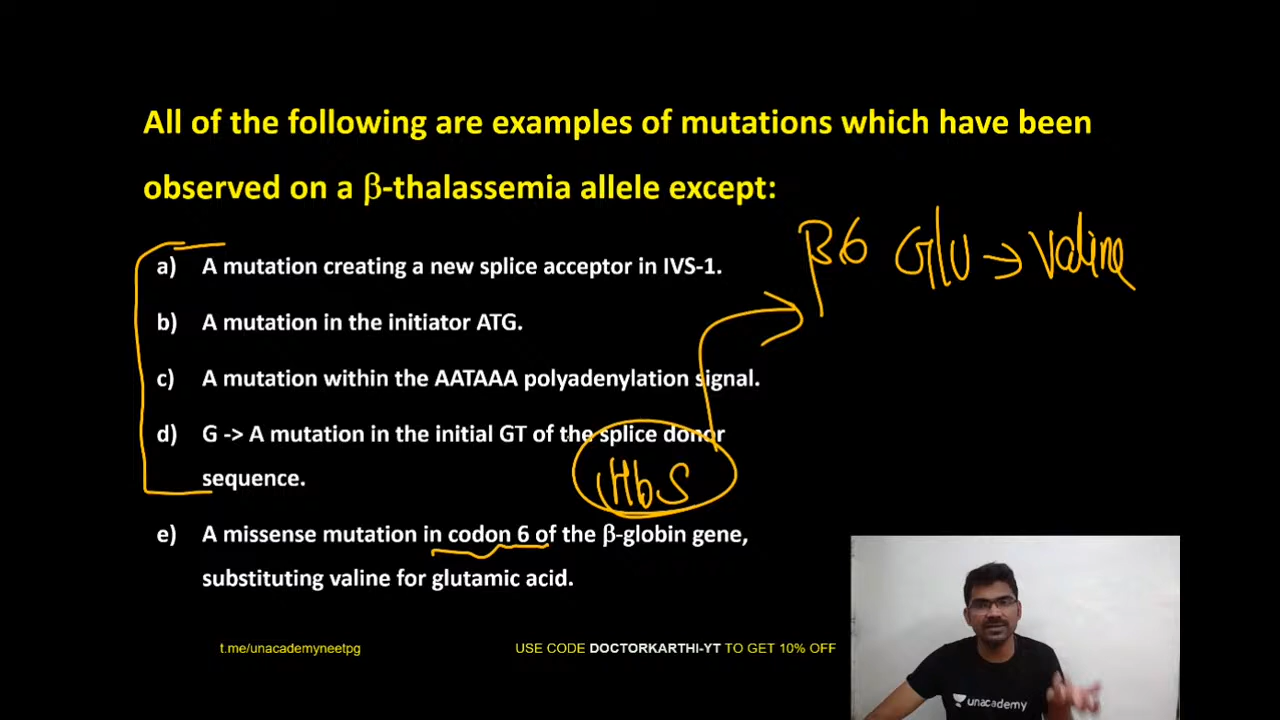 All of the following are examples of mutations which have been
observed on a β-thalassemia allele except:
a) A mutation creating a new splice acceptor in IVS-1.
b) A mutation in the initiator ATG.
c) A mutation within the AATAAA polyadenylation signal.
d) G -> A mutation in the initial GT of the splice donor
sequence.
e) A missense mutation in codon 6 of the β-globin gene,
substituting valine for glutamic acid.
β6 Glu → Valine
HbS
t.me/unacademyneetpg
USE CODE DOCTORKARTHI-YT TO GET 10% OFF
unacademy